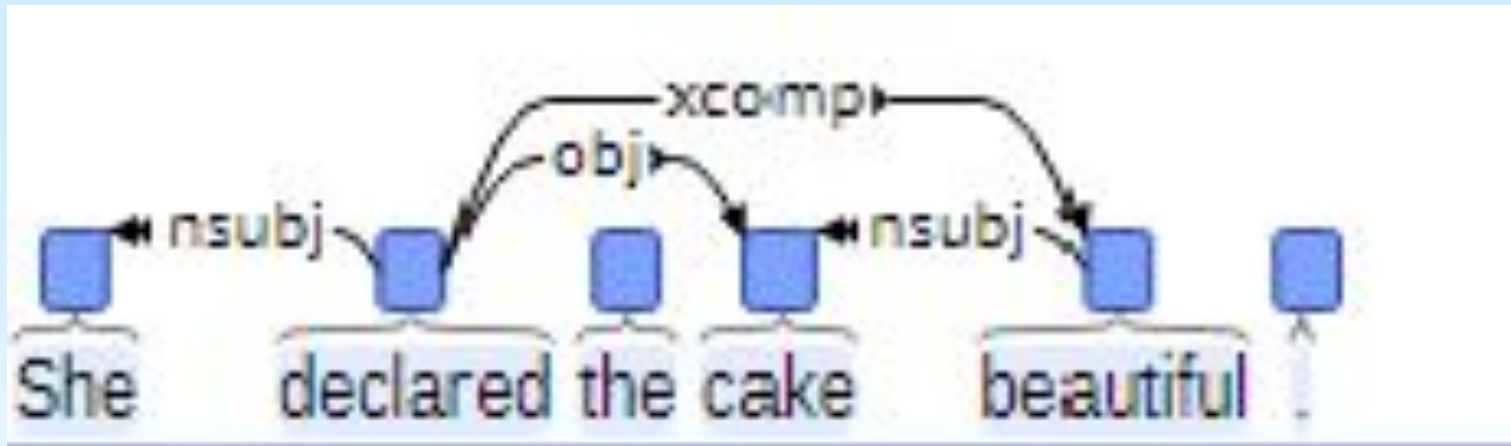 xcomp
obj
nsubj nsubj
She declared the cake beautiful .